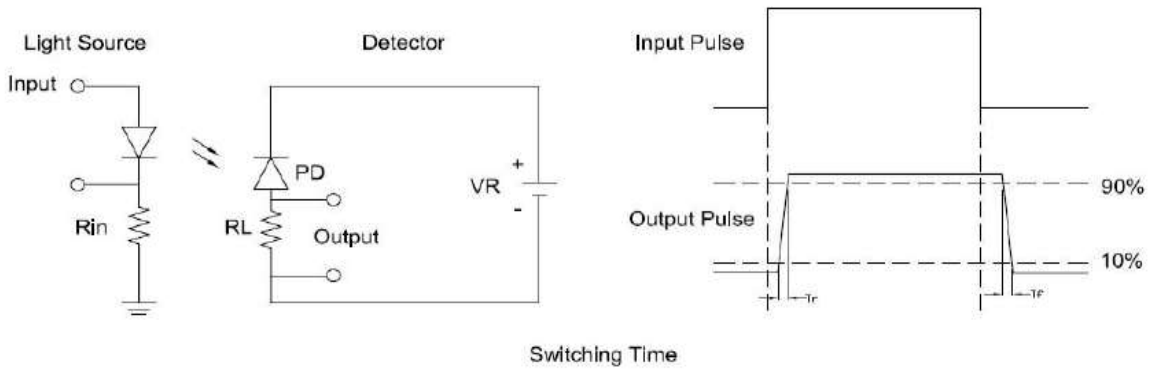 Light Source
Detector
Input Pulse
Input
PD
+
VR
-
90%
Output Pulse
Rin
RL
Output
10%
Tr
Tf
Switching Time